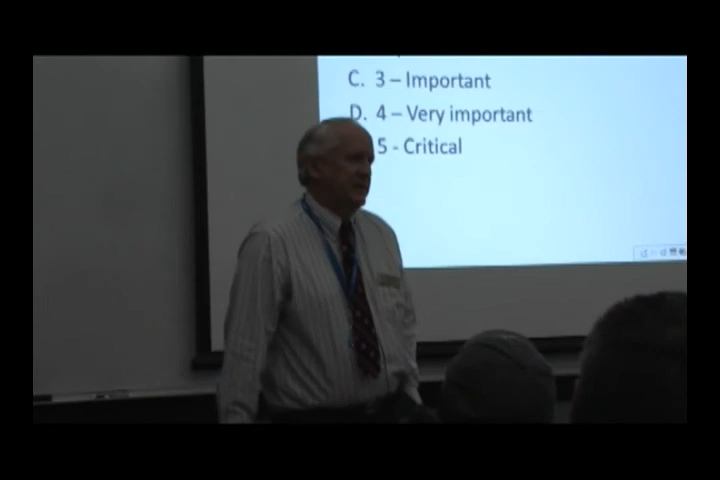 C. 3 – Important
D. 4 – Very important
5 - Critical